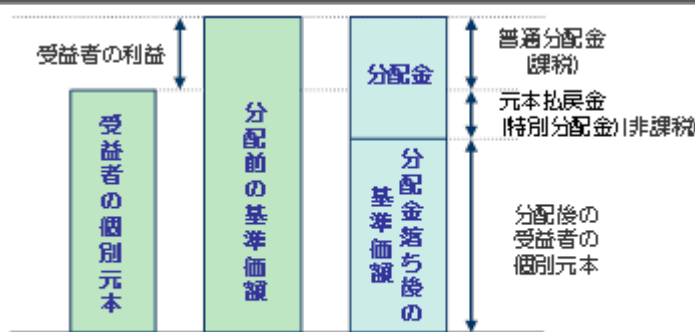 受益者の利益
受益者の個別元本
分配前の基準価額
分配金
分配金落ち後の
基準価額
普通分配金
(課税)
元本払戻金
(特別分配金)(非課税)
分配後の
受益者の
個別元本